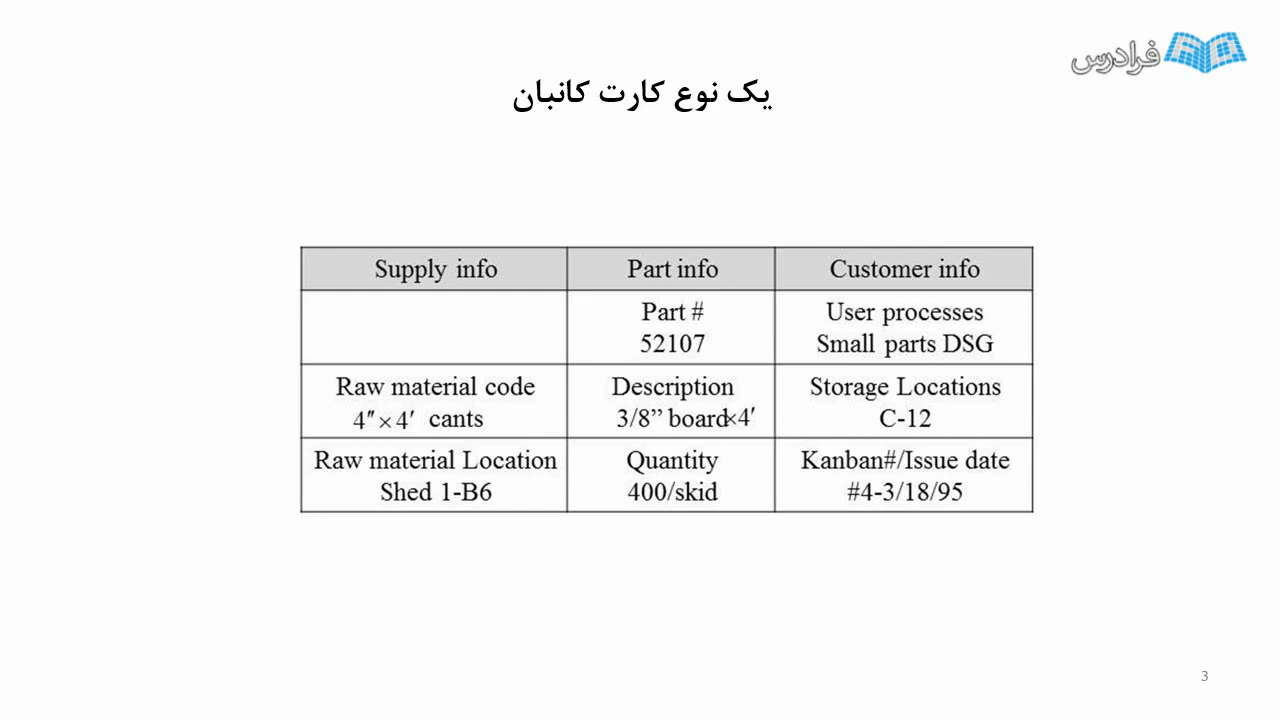 فرادرس
یک نوع کارت کانبان
Supply info Part info Customer info
Part # User processes
52107 Small parts DSG
Raw material code Description Storage Locations
4″×4′ cants 3/8” board×4′ C-12
Raw material Location Quantity Kanban#/Issue date
Shed 1-B6 400/skid #4-3/18/95
3